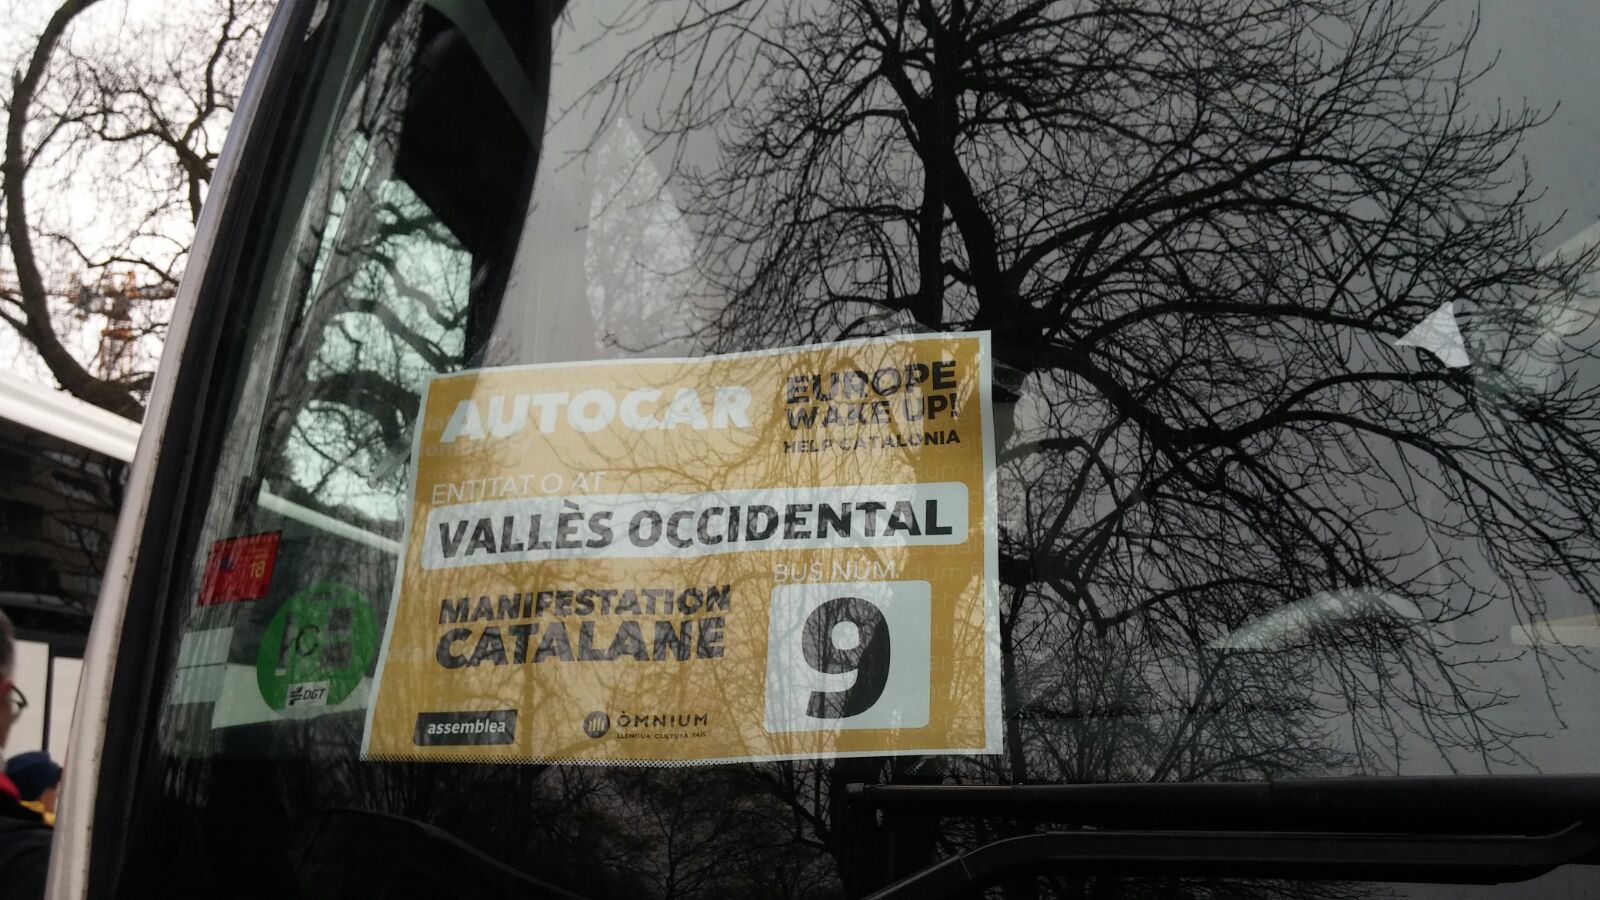 AUTOCAR
EUROPE
WAKE UP!
HELP CATALONIA
ENTITAT O AT
VALLÈS OCCIDENTAL
BUS NÚM.
MANIFESTATION
CATALANE
9
assemblea
ÒMNIUM
LLENGUA CULTURA PAÍS
18
C
DGT